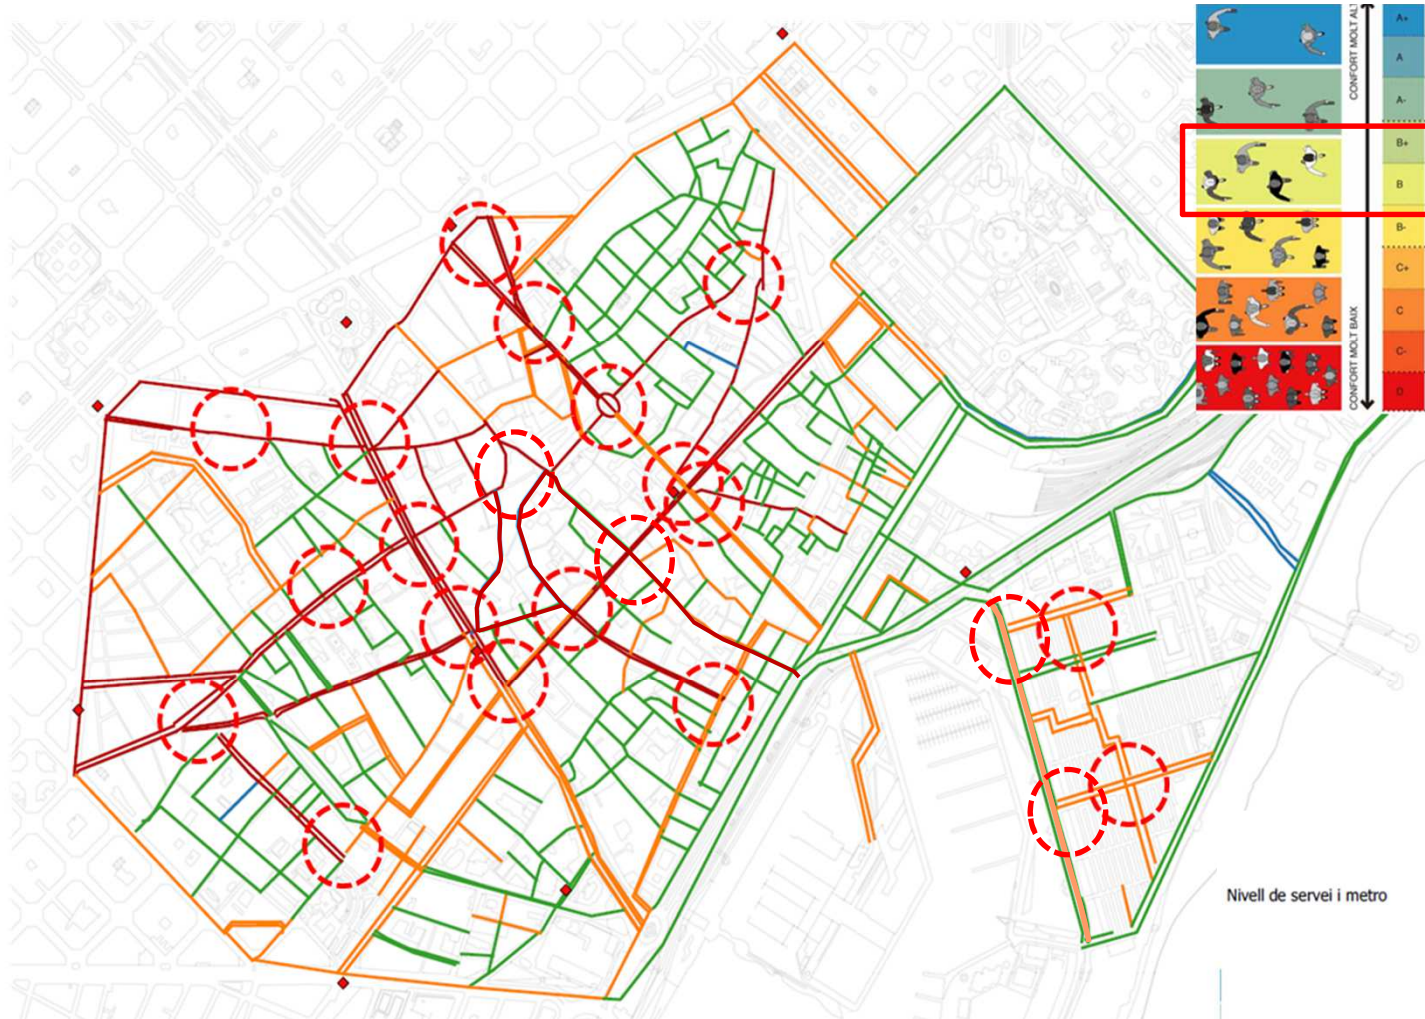 CONFORT MOLT ALT
CONFORT MOLT BAIX
A+
A
A-
B+
B
B-
C+
C
C-
D
Nivell de servei i metro